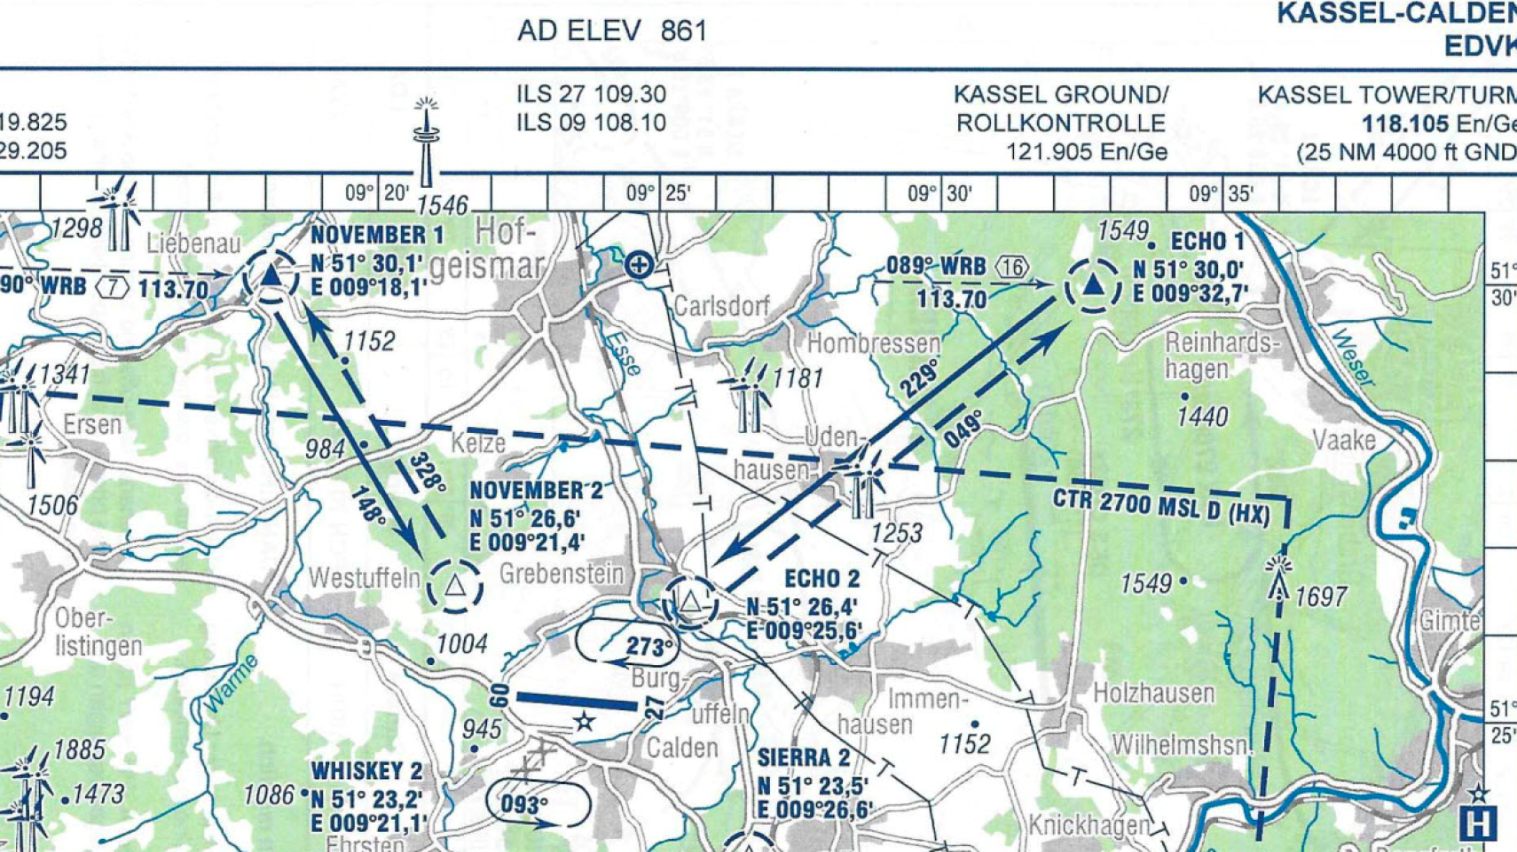 KASSEL-CALDEN
AD ELEV 861
EDVK
ILS 27 109.30
ILS 09 108.10
KASSEL GROUND/
ROLLKONTROLLE
121.905 En/Ge
KASSEL TOWER/TURM
118.105 En/Ge
(25 NM 4000 ft GND)
19.825
29.205
09° 20'
09° 25'
09° 30'
09° 35'
1546
1298
Liebenau
NOVEMBER 1
N 51° 30,1'
E 009°18,1'
Hof-
geismar
90° WRB 7 113.70
Carlsdorf
089° WRB 16
113.70
1549
ECHO 1
N 51° 30,0'
E 009°32,7'
51°
30'
1152
Esse
Hombressen
Reinhards-
hagen
Weser
1341
1181
229°
049°
1440
Ersen
984
Kelze
Uden-
hausen
Vaake
328°
148°
1506
NOVEMBER 2
N 51° 26,6'
E 009°21,4'
CTR 2700 MSL D (HX)
1253
Westuffeln
Grebenstein
ECHO 2
N 51° 26,4'
E 009°25,6'
1549
1697
Gimte
Ober-
listingen
1004
273°
Warme
Burg-
uffeln
09
27
Immen-
hausen
Holzhausen
1194
945
Calden
1152
Wilhelmshsn.
51°
25'
1885
WHISKEY 2
N 51° 23,2'
E 009°21,1'
1086
1473
SIERRA 2
N 51° 23,5'
E 009°26,6'
093°
Knickhagen
H
Ehrsten